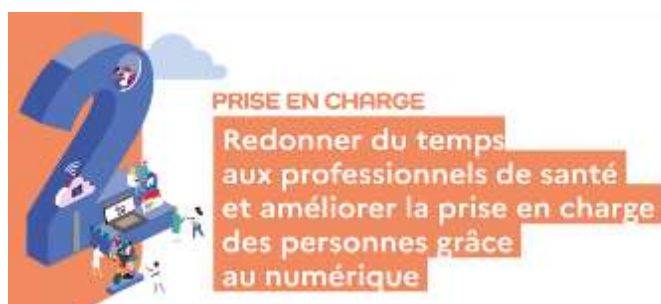 2
PRISE EN CHARGE
Redonner du temps
aux professionnels de santé
et améliorer la prise en charge
des personnes grâce
au numérique